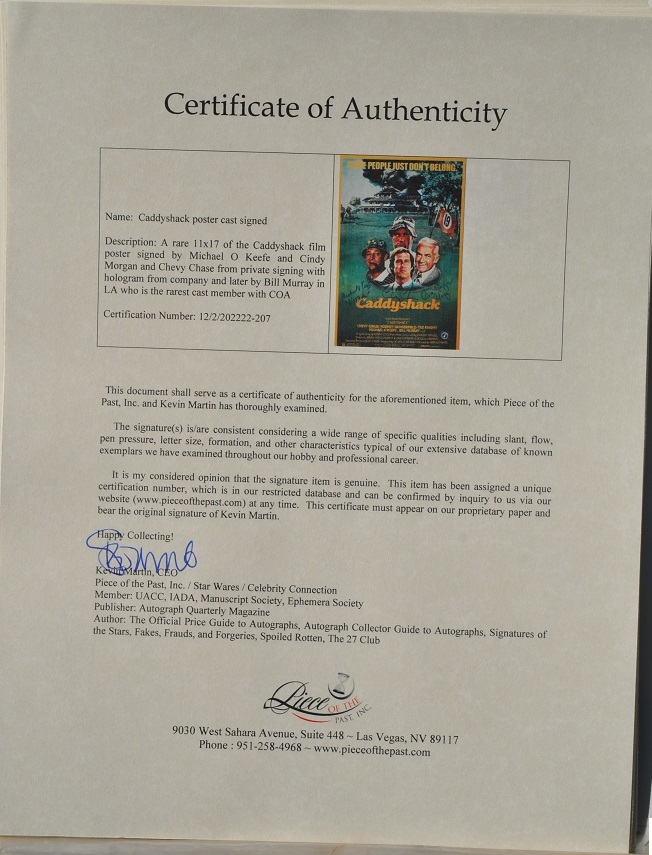 Certificate of Authenticity
Name: Caddyshack poster cast signed
Description: A rare 11x17 of the Caddyshack film
poster signed by Michael O Keefe and Cindy
Morgan and Chevy Chase from private signing with
hologram from company and later by Bill Murray in
LA who is the rarest cast member with COA
Certification Number: 12/2/202222-207
PEOPLE JUST DON'T BELONG.
Caddyshack
This document shall serve as a certificate of authenticity for the aforementioned item, which Piece of the
Past, Inc. and Kevin Martin has thoroughly examined.
The signature(s) is/are consistent considering a wide range of specific qualities including slant, flow,
pen pressure, letter size, formation, and other characteristics typical of our extensive database of known
exemplars we have examined throughout our hobby and professional career.
It is my considered opinion that the signature item is genuine. This item has been assigned a unique
certification number, which is in our restricted database and can be confirmed by inquiry to us via our
website (www.pieceofthepast.com) at any time. This certificate must appear on our proprietary paper and
bear the original signature of Kevin Martin.
Happy Collecting!
Kevin Martin, CEO
Piece of the Past, Inc. / Star Wares / Celebrity Connection
Member: UACC, IADA, Manuscript Society, Ephemera Society
Publisher: Autograph Quarterly Magazine
Author: The Official Price Guide to Autographs, Autograph Collector Guide to Autographs, Signatures of
the Stars, Fakes, Frauds, and Forgeries, Spoiled Rotten, The 27 Club
Piece OF THE
PAST, INC.
9030 West Sahara Avenue, Suite 448 ~ Las Vegas, NV 89117
Phone : 951-258-4968 ~ www.pieceofthepast.com